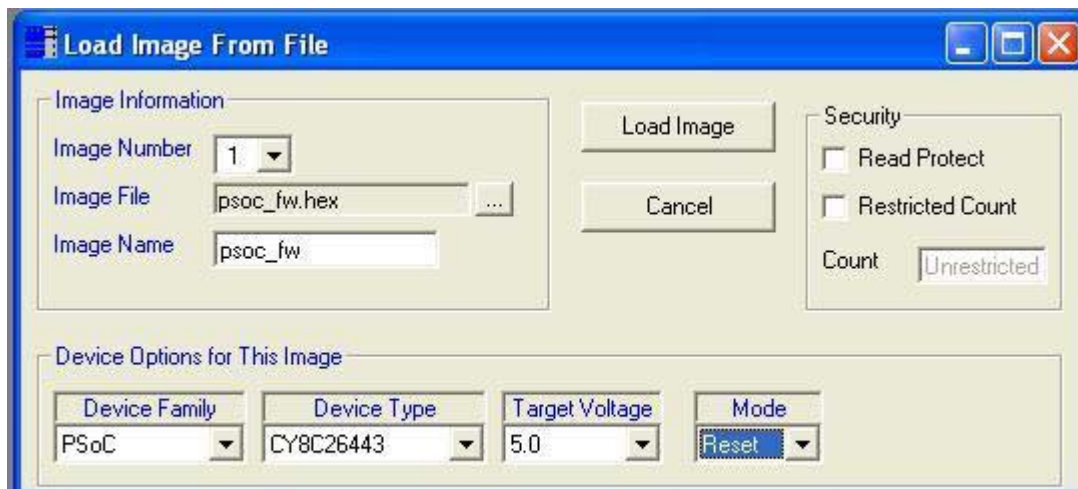 Load Image From File
Image Information
Image Number 1
Image File psoc_fw.hex ...
Image Name psoc_fw
Load Image
Cancel
Security
Read Protect
Restricted Count
Count Unrestricted
Device Options for This Image
Device Family Device Type Target Voltage Mode
PSoC CY8C26443 5.0 Reset